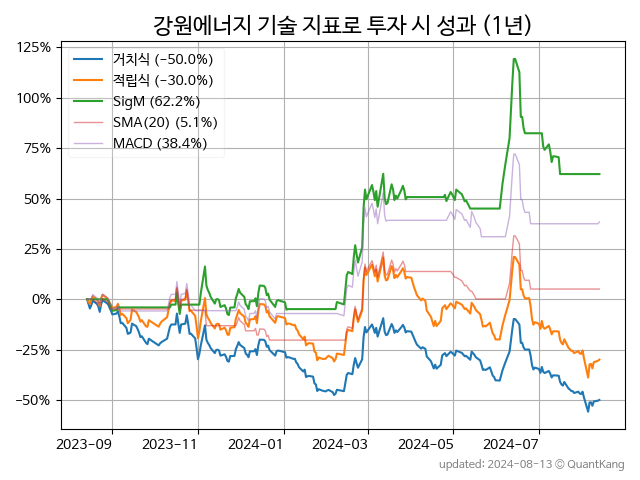 강원에너지 기술 지표로 투자 시 성과 (1년)
125%
100%
75%
50%
25%
0%
−25%
−50%
거치식 (−50.0%)
적립식 (−30.0%)
SigM (62.2%)
SMA(20) (5.1%)
MACD (38.4%)
2023-09 2023-11 2024-01 2024-03 2024-05 2024-07
updated: 2024-08-13 © QuantKang